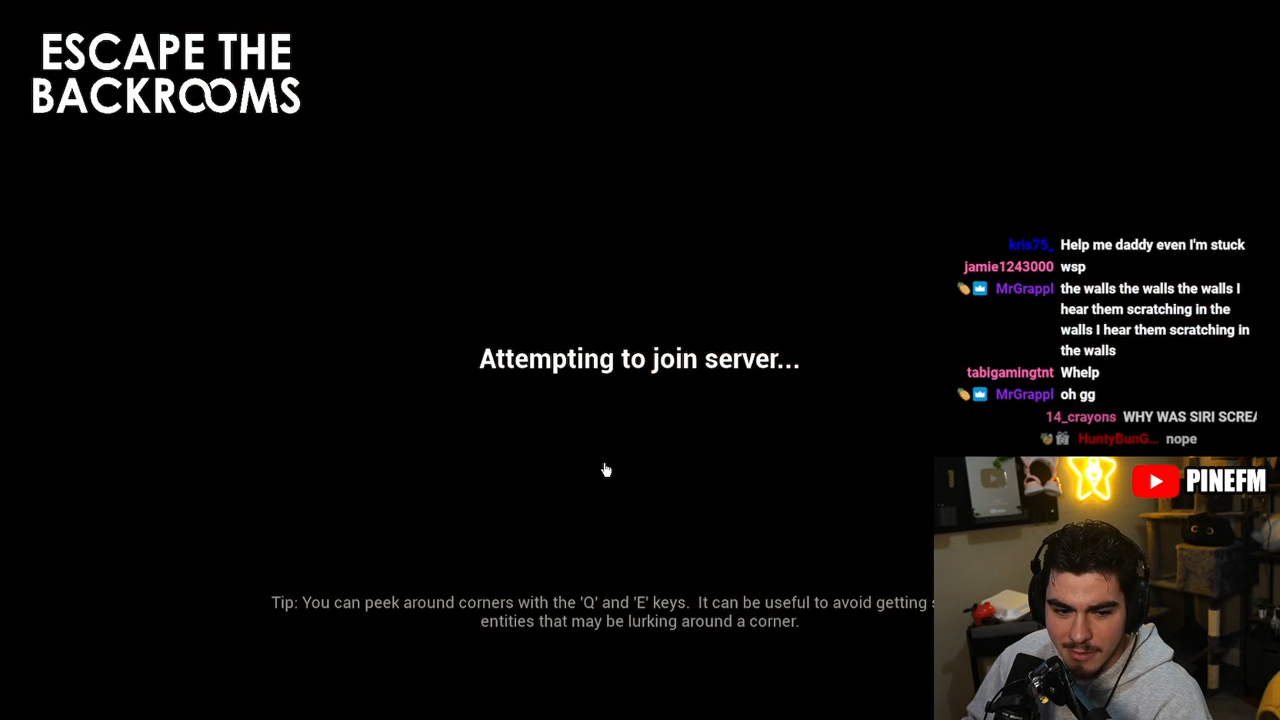 ESCAPE THE
BACKROOMS
kris75_ Help me daddy even I'm stuck
jamie1243000 wsp
MrGrappl the walls the walls the walls I
hear them scratching in the
walls I hear them scratching in
the walls
Attempting to join server...
tabigamingtnt Whelp
MrGrappl oh gg
14_crayons WHY WAS SIRI
HuntyBunG... nope
PINEFM
Tip: You can peek around corners with the 'Q' and 'E' keys. It can be useful to avoid getting
entities that may be lurking around a corner.